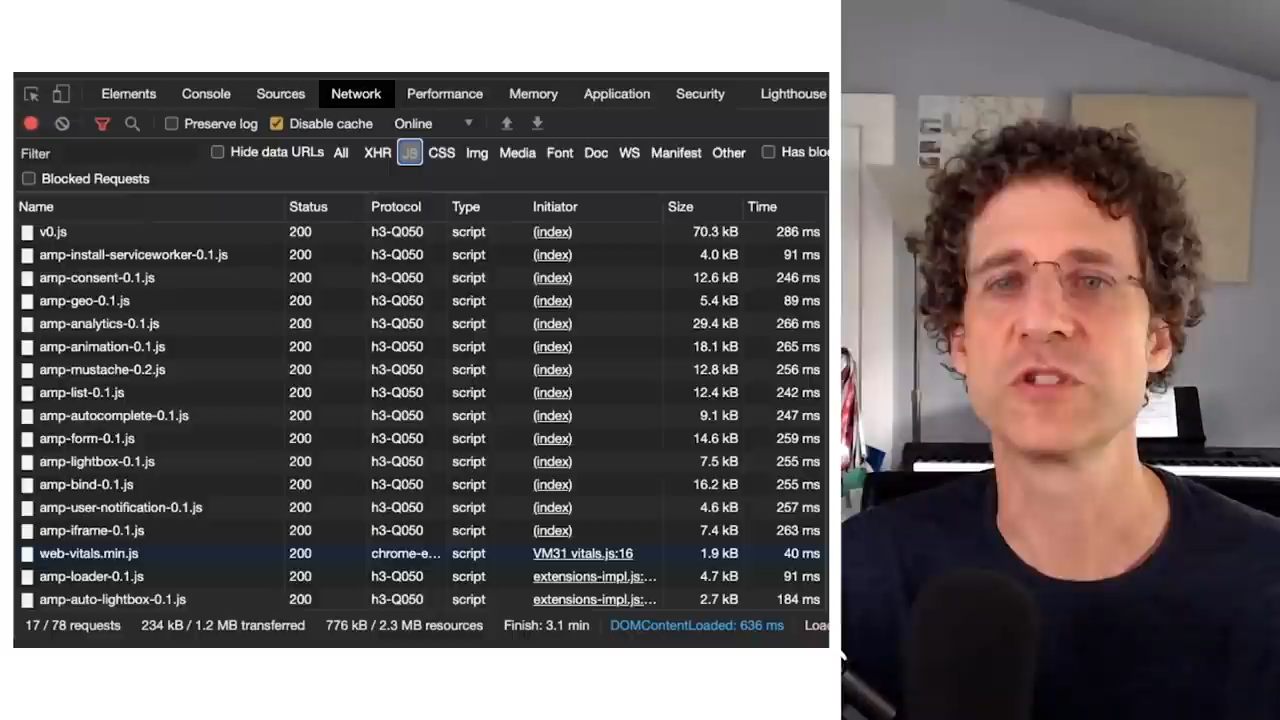 Elements Console Sources Network Performance Memory Application Security Lighthouse
Preserve log Disable cache Online
Filter Hide data URLs All XHR JS CSS Img Media Font Doc WS Manifest Other Has blo
Blocked Requests
Name Status Protocol Type Initiator Size Time
v0.js 200 h3-Q050 script (index) 70.3 kB 286 ms
amp-install-serviceworker-0.1.js 200 h3-Q050 script (index) 4.0 kB 91 ms
amp-consent-0.1.js 200 h3-Q050 script (index) 12.6 kB 246 ms
amp-geo-0.1.js 200 h3-Q050 script (index) 5.4 kB 89 ms
amp-analytics-0.1.js 200 h3-Q050 script (index) 29.4 kB 266 ms
amp-animation-0.1.js 200 h3-Q050 script (index) 18.1 kB 265 ms
amp-mustache-0.2.js 200 h3-Q050 script (index) 12.8 kB 256 ms
amp-list-0.1.js 200 h3-Q050 script (index) 12.4 kB 242 ms
amp-autocomplete-0.1.js 200 h3-Q050 script (index) 9.1 kB 247 ms
amp-form-0.1.js 200 h3-Q050 script (index) 14.6 kB 259 ms
amp-lightbox-0.1.js 200 h3-Q050 script (index) 7.5 kB 255 ms
amp-bind-0.1.js 200 h3-Q050 script (index) 16.2 kB 255 ms
amp-user-notification-0.1.js 200 h3-Q050 script (index) 4.6 kB 257 ms
amp-iframe-0.1.js 200 h3-Q050 script (index) 7.4 kB 263 ms
web-vitals.min.js 200 chrome-e... script VM31 vitals.js:16 1.9 kB 40 ms
amp-loader-0.1.js 200 h3-Q050 script extensions-impl.js:... 4.7 kB 91 ms
amp-auto-lightbox-0.1.js 200 h3-Q050 script extensions-impl.js:... 2.7 kB 184 ms
17 / 78 requests 234 kB / 1.2 MB transferred 776 kB / 2.3 MB resources Finish: 3.1 min DOMContentLoaded: 636 ms Loa